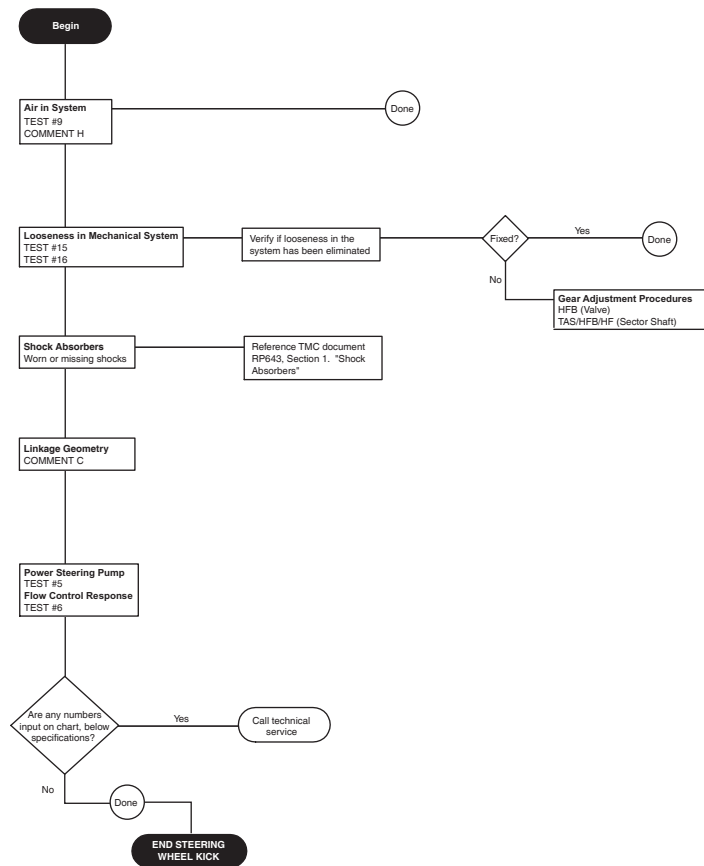 Begin
Air in System
TEST #9
COMMENT H
Done
Looseness in Mechanical System
TEST #15
TEST #16
Verify if looseness in the
system has been eliminated
Fixed?
Yes
Done
No
Gear Adjustment Procedures
HFB (Valve)
TAS/HFB/HF (Sector Shaft)
Shock Absorbers
Worn or missing shocks
Reference TMC document
RP643, Section 1. "Shock
Absorbers"
Linkage Geometry
COMMENT C
Power Steering Pump
TEST #5
Flow Control Response
TEST #6
Are any numbers
input on chart, below
specifications?
Yes
Call technical
service
No
Done
END STEERING
WHEEL KICK